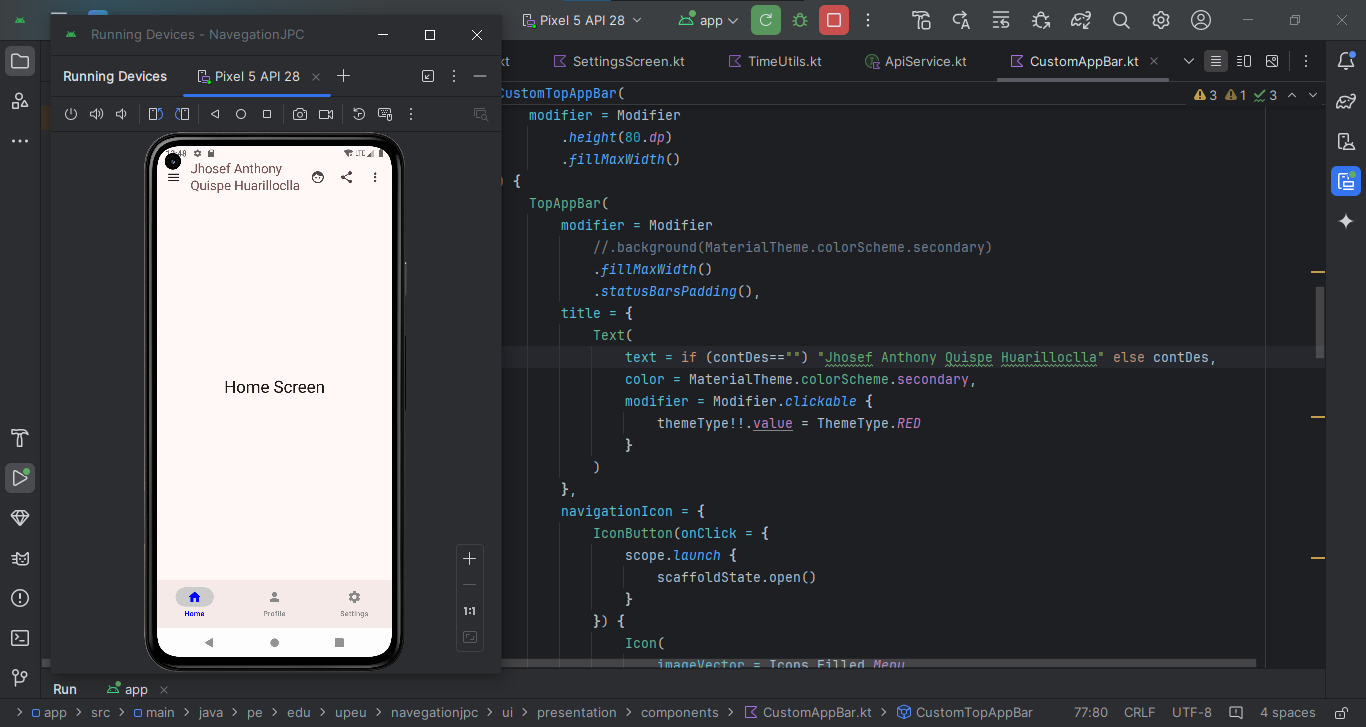 Pixel 5 API 28
app
Running Devices - NavegationJPC
Running Devices
Pixel 5 API 28
kt
SettingsScreen.kt
TimeUtils.kt
ApiService.kt
CustomAppBar.kt
CustomTopAppBar(
3
1
3
modifier = Modifier
.height(80.dp)
.fillMaxWidth()
) {
TopAppBar(
modifier = Modifier
//.background(MaterialTheme.colorScheme.secondary)
.fillMaxWidth()
.statusBarsPadding(),
title = {
Text(
text = if (contDes=="") "Jhosef Anthony Quispe Huarilloclla" else contDes,
color = MaterialTheme.colorScheme.secondary,
modifier = Modifier.clickable {
themeType!!.value = ThemeType.RED
}
)
},
navigationIcon = {
IconButton(onClick = {
scope.launch {
scaffoldState.open()
}
}) {
Icon(
imageVector = Icons.Filled.Menu
LTE
Jhosef Anthony
Quispe Huarilloclla
Home Screen
Home
Profile
Settings
1:1
Run
app
app > src > main > java > pe > edu > upeu > navegationjpc > ui > presentation > components > CustomAppBar.kt > CustomTopAppBar
77:80
CRLF
UTF-8
4 spaces